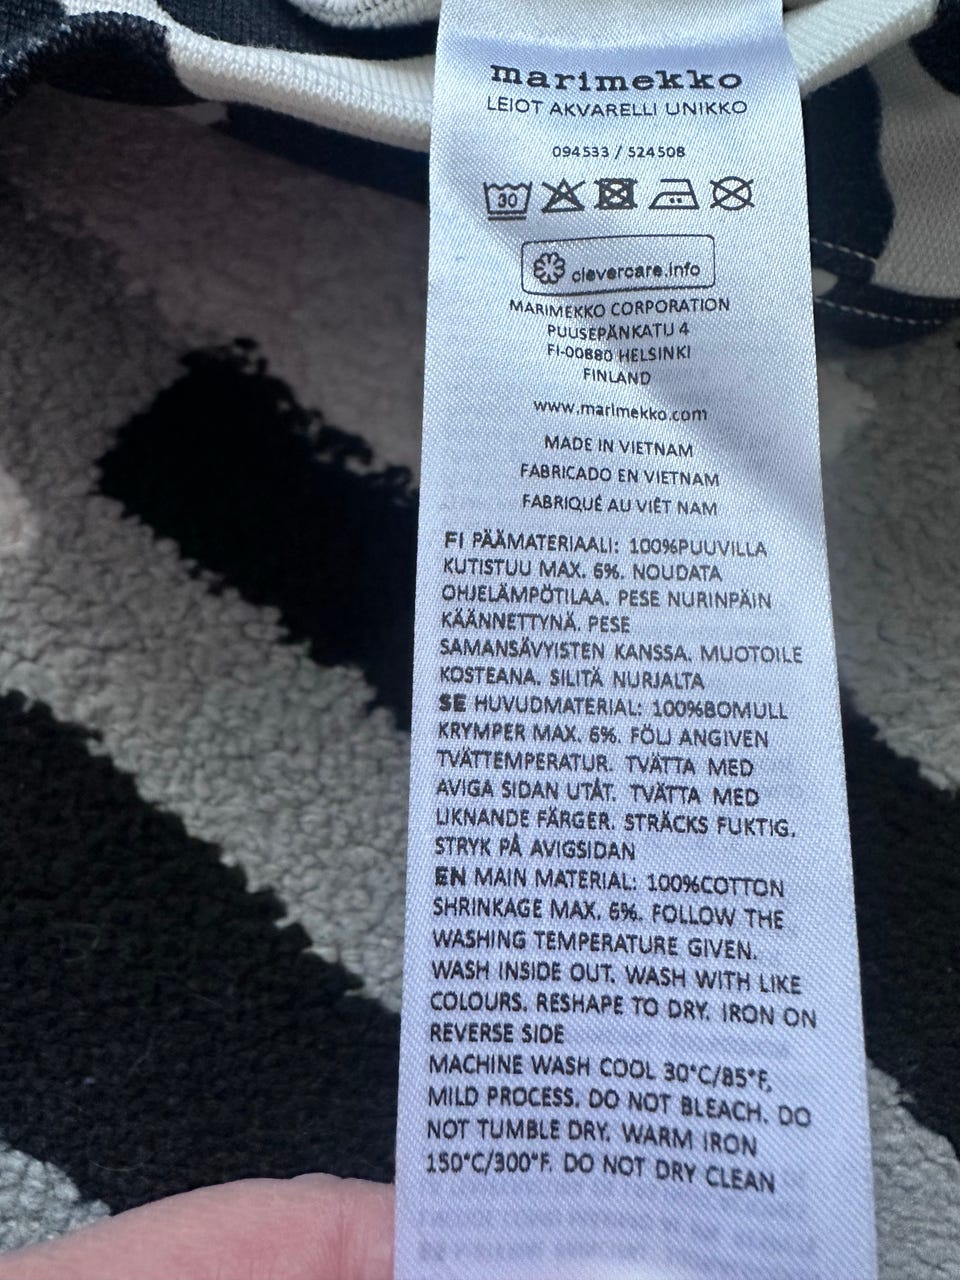 marimekko
LEIOT AKVARELLI UNIKKO
094533 / 524508
30
clevercare.info
MARIMEKKO CORPORATION
PUUSEPÄNKATU 4
FI-00880 HELSINKI
FINLAND
www.marimekko.com
MADE IN VIETNAM
FABRICADO EN VIETNAM
FABRIQUÉ AU VIÊT NAM
FI PÄÄMATERIAALI: 100%PUUVILLA
KUTISTUU MAX. 6%. NOUDATA
OHJELÄMPÖTILAA. PESE NURINPÄIN
KÄÄNNETTYNÄ. PESE
SAMANSÄVYISTEN KANSSA. MUOTOILE
KOSTEANA. SILITÄ NURJALTA
SE HUVUDMATERIAL: 100%BOMULL
KRYMPER MAX. 6%. FÖLJ ANGIVEN
TVÄTTEMPERATUR. TVÄTTA MED
AVIGA SIDAN UTÅT. TVÄTTA MED
LIKNANDE FÄRGER. STRÄCKS FUKTIG.
STRYK PÅ AVIGSIDAN
EN MAIN MATERIAL: 100%COTTON
SHRINKAGE MAX. 6%. FOLLOW THE
WASHING TEMPERATURE GIVEN.
WASH INSIDE OUT. WASH WITH LIKE
COLOURS. RESHAPE TO DRY. IRON ON
REVERSE SIDE
MACHINE WASH COOL 30°C/85°F,
MILD PROCESS. DO NOT BLEACH. DO
NOT TUMBLE DRY. WARM IRON
150°C/300°F. DO NOT DRY CLEAN